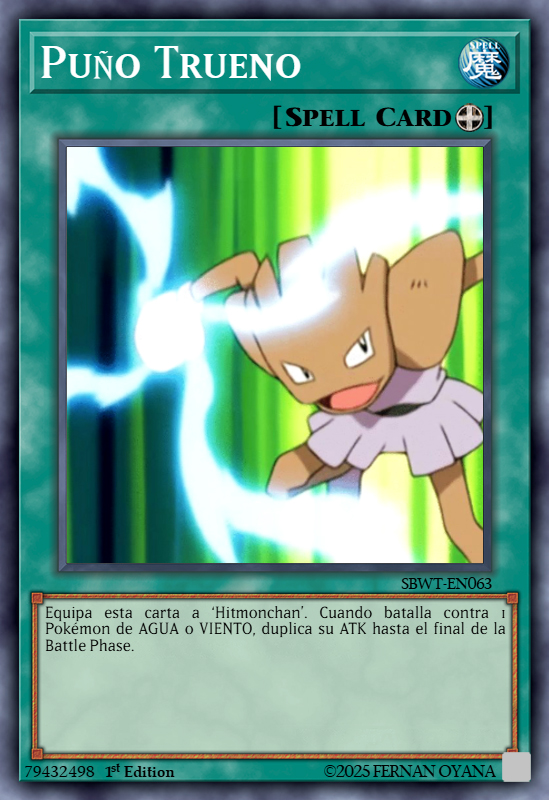 Puño Trueno
SPELL
魔
[Spell Card]
SBWT-EN063
Equipa esta carta a ‘Hitmonchan’. Cuando batalla contra 1
Pokémon de AGUA o VIENTO, duplica su ATK hasta el final de la
Battle Phase.
79432498 1st Edition ©2025 FERNAN OYANA